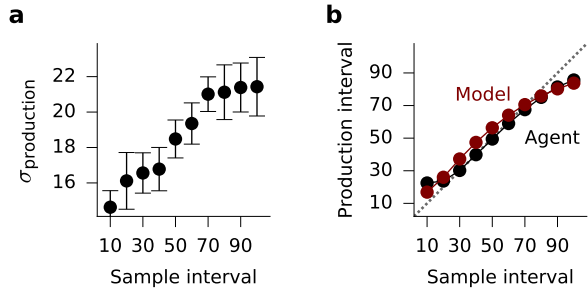 a
b
σproduction
22
20
18
16
10 30 50 70 90
Sample interval
Production interval
90
70
50
30
10
Model
Agent
10 30 50 70 90
Sample interval